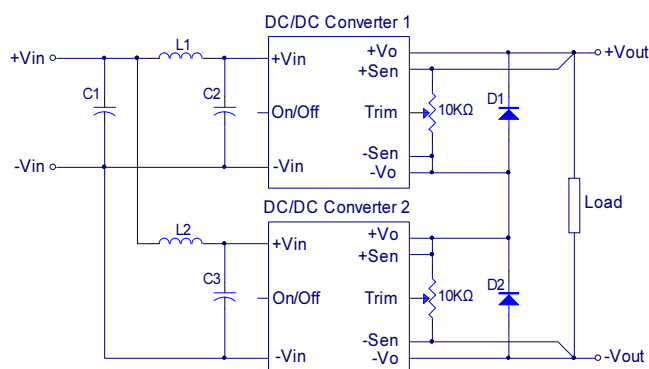 DC/DC Converter 1
+Vin
L1
+Vin
+Vo
+Vout
+Sen
C1
C2
On/Off
Trim
10KΩ
D1
-Sen
-Vin
-Vin
-Vo
Load
DC/DC Converter 2
L2
+Vin
+Vo
+Sen
C3
On/Off
Trim
10KΩ
D2
-Sen
-Vin
-Vo
-Vout